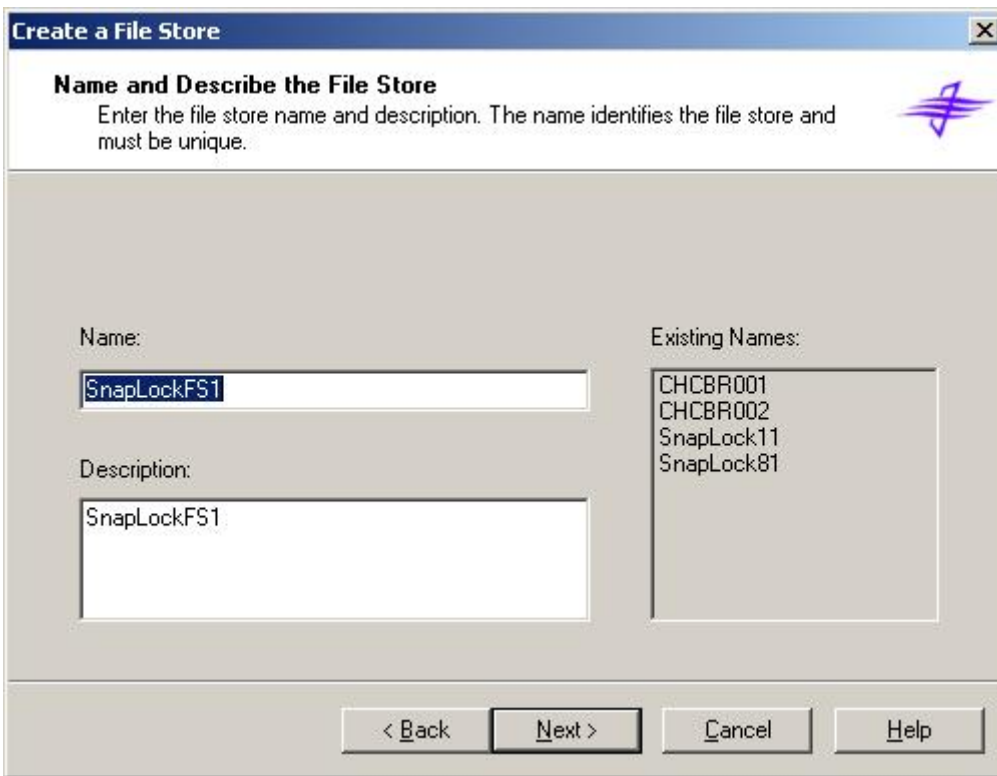 Create a File Store
Name and Describe the File Store
Enter the file store name and description. The name identifies the file store and
must be unique.
Name:
SnapLockFS1
Description:
SnapLockFS1
Existing Names:
CHCBR001
CHCBR002
SnapLock11
SnapLock81
< Back
Next >
Cancel
Help